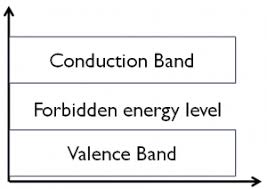 Conduction Band
Forbidden energy level
Valence Band